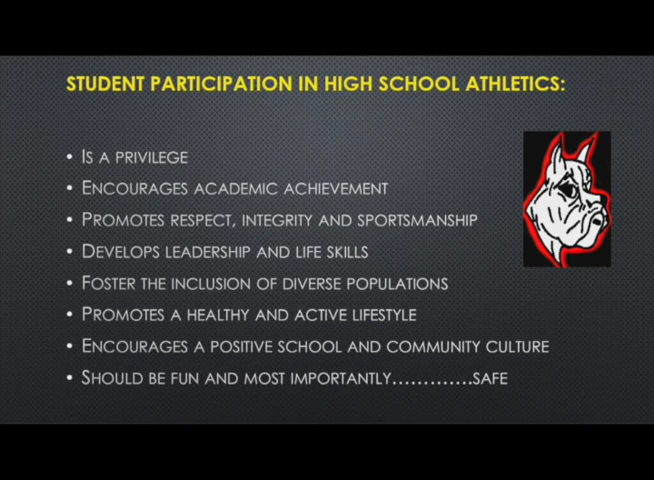 STUDENT PARTICIPATION IN HIGH SCHOOL ATHLETICS:
• IS A PRIVILEGE
• ENCOURAGES ACADEMIC ACHIEVEMENT
• PROMOTES RESPECT, INTEGRITY AND SPORTSMANSHIP
• DEVELOPS LEADERSHIP AND LIFE SKILLS
• FOSTER THE INCLUSION OF DIVERSE POPULATIONS
• PROMOTES A HEALTHY AND ACTIVE LIFESTYLE
• ENCOURAGES A POSITIVE SCHOOL AND COMMUNITY CULTURE
• SHOULD BE FUN AND MOST IMPORTANTLY.............SAFE